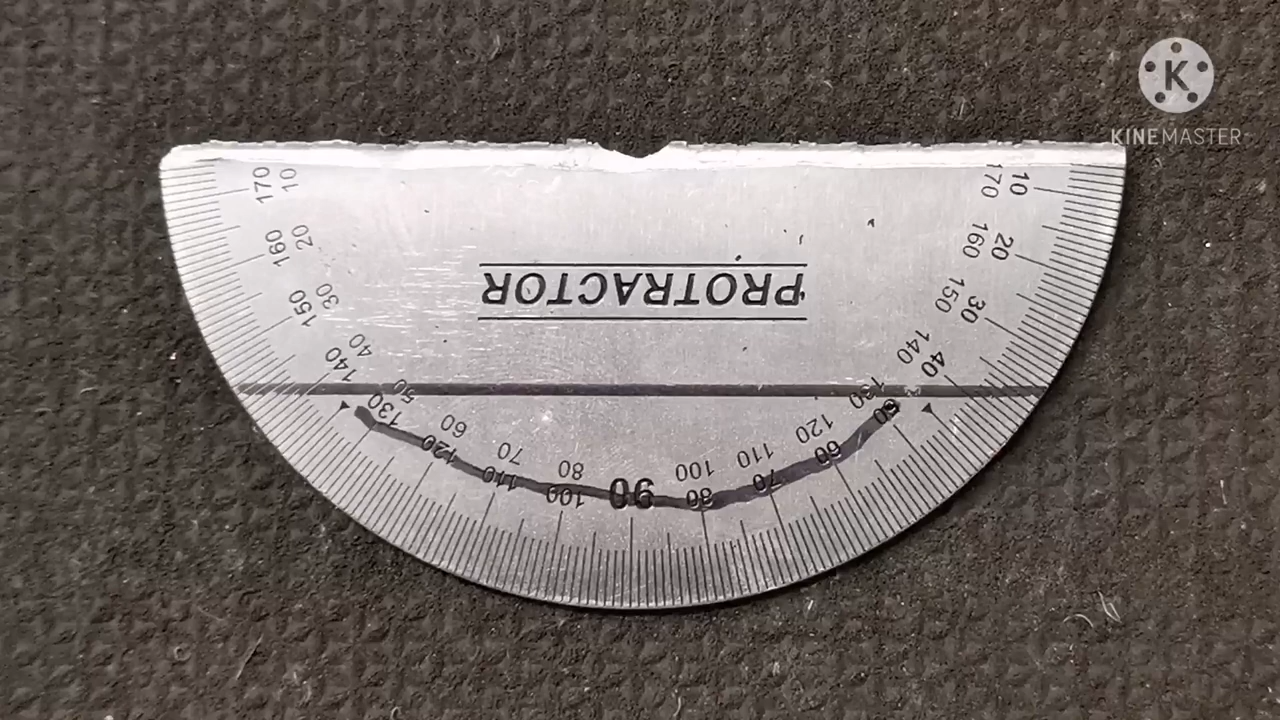 K
KINEMASTER
170 10 170 10
160 20 160 20
150 30 150 30
140 40 140 40
130 50 130 50
120 60 120 60
110 70 110 70
100 80 100 80
90
PROTRACTOR